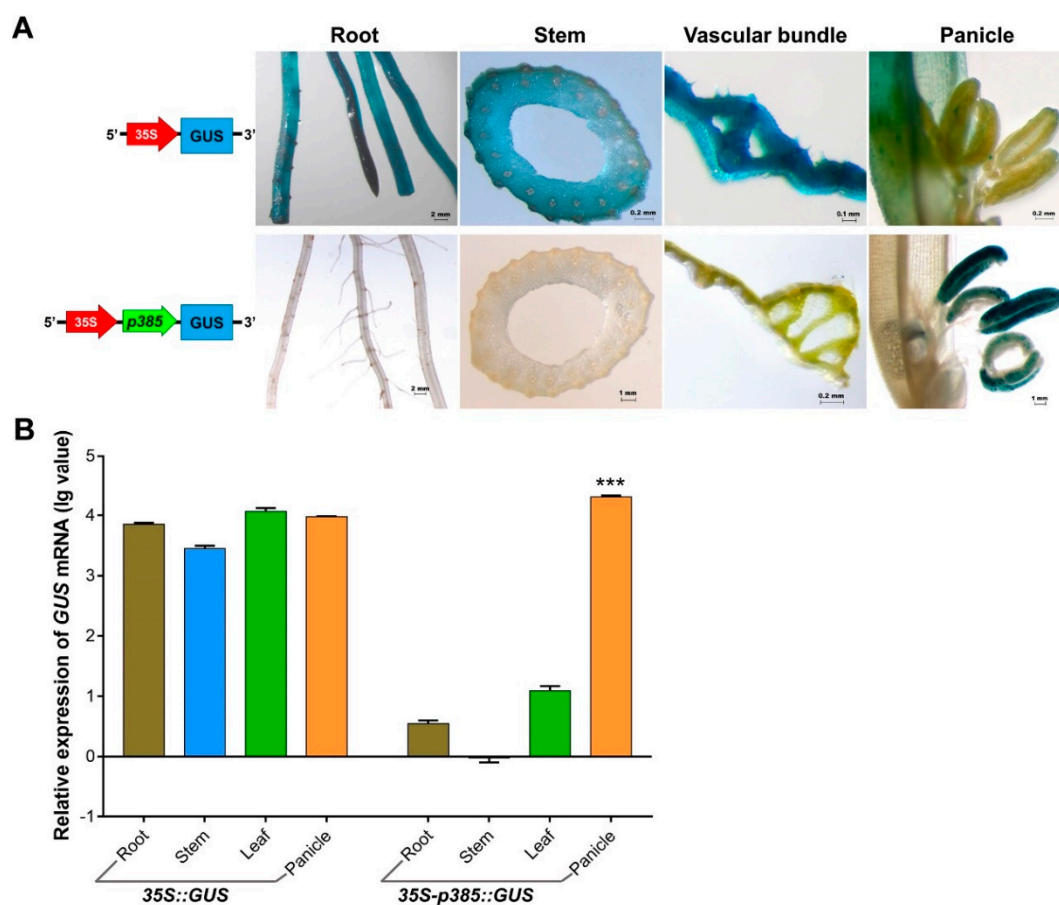 A
Root Stem Vascular bundle Panicle
5’ 35S GUS 3’
2 mm
0.2 mm
0.1 mm
0.2 mm
5’ 35S p385 GUS 3’
2 mm
1 mm
0.2 mm
1 mm
B
Relative expression of GUS mRNA (lg value)
5
4
3
2
1
0
-1
***
Root Stem Leaf Panicle Root Stem Leaf Panicle
35S::GUS 35S-p385::GUS